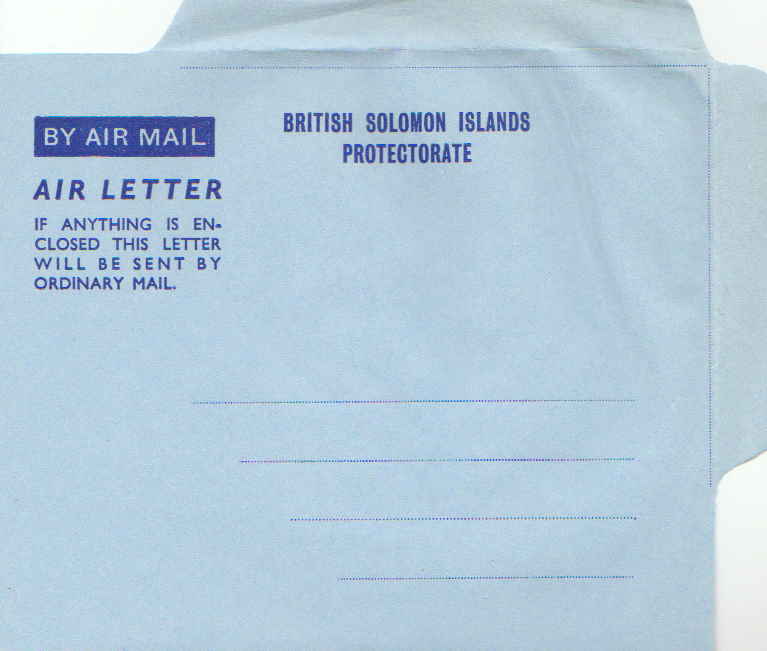 BY AIR MAIL
AIR LETTER
IF ANYTHING IS EN-
CLOSED THIS LETTER
WILL BE SENT BY
ORDINARY MAIL.
BRITISH SOLOMON ISLANDS
PROTECTORATE